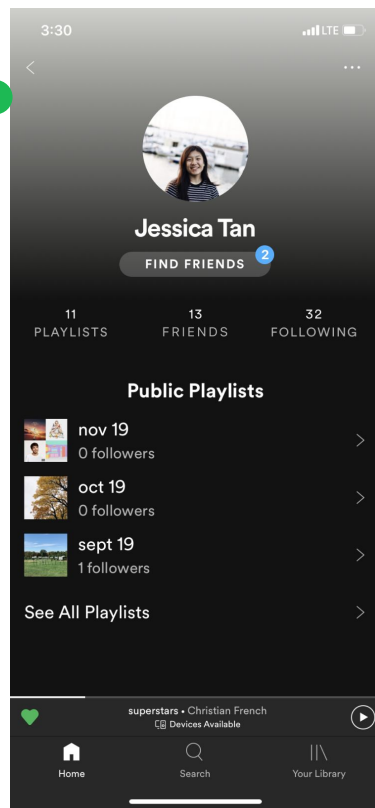 3:30
LTE
Jessica Tan
FIND FRIENDS
2
11 13 32
PLAYLISTS FRIENDS FOLLOWING
Public Playlists
nov 19
0 followers
oct 19
0 followers
sept 19
1 followers
See All Playlists
superstars • Christian French
Devices Available
Home Search Your Library